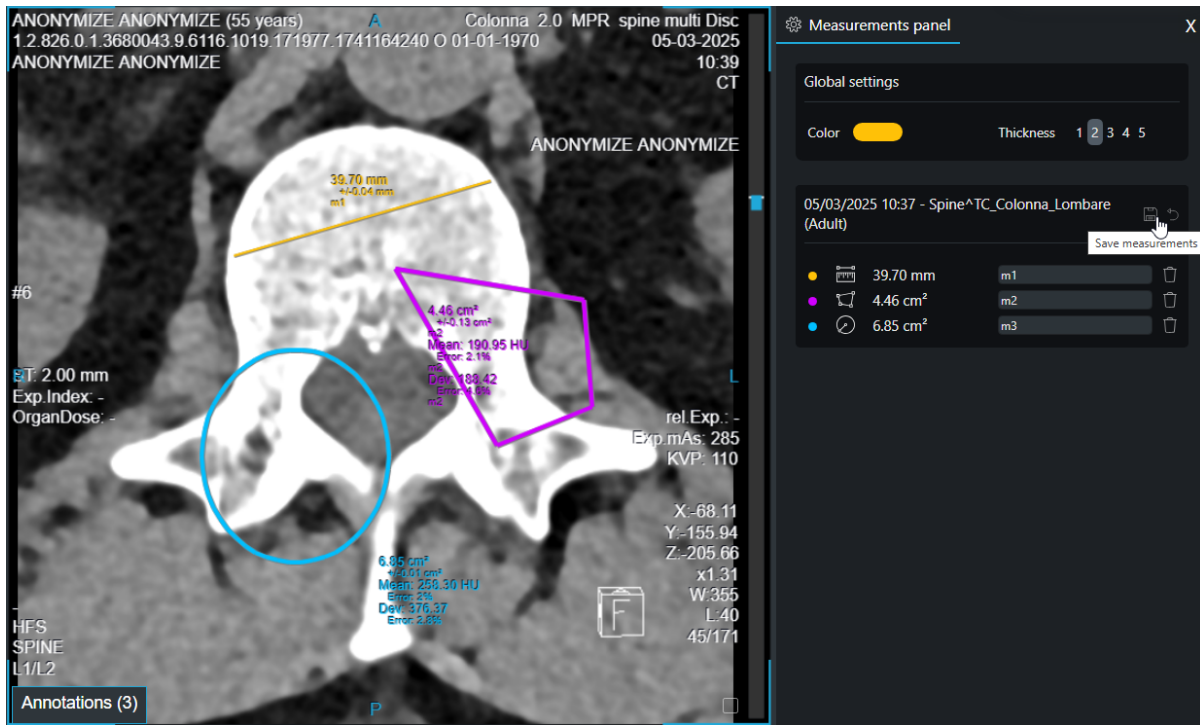 ANONYMIZE ANONYMIZE (55 years)
1.2.826.0.1.3680043.9.6116.1019.171977.1741164240 O 01-01-1970
ANONYMIZE ANONYMIZE
A
Colonna 2.0 MPR spine multi Disc
05-03-2025
10:39
CT
ANONYMIZE ANONYMIZE
39.70 mm
+/-0.04 mm
m1
#6
4.46 cm²
+/-0.13 cm²
m2
Mean: 190.95 HU
Error: 2.1%
m2
Dev: 188.42
Error: 4.6%
m2
ET: 2.00 mm
Exp.Index: -
OrganDose: -
L
rel.Exp.: -
Exp.mAs: 285
KVP: 110
X:-68.11
Y:-155.94
Z:-205.66
x1.31
W:355
L:40
45/171
6.85 cm²
+/-0.01 cm²
Mean: 258.30 HU
Error: 2%
Dev: 376.37
Error: 2.8%
F
-
HFS
SPINE
L1/L2
Annotations (3)
P
Measurements panel
X
Global settings
Color
Thickness 1 2 3 4 5
05/03/2025 10:37 - Spine^TC_Colonna_Lombare
(Adult)
Save measurements
39.70 mm m1
4.46 cm² m2
6.85 cm² m3